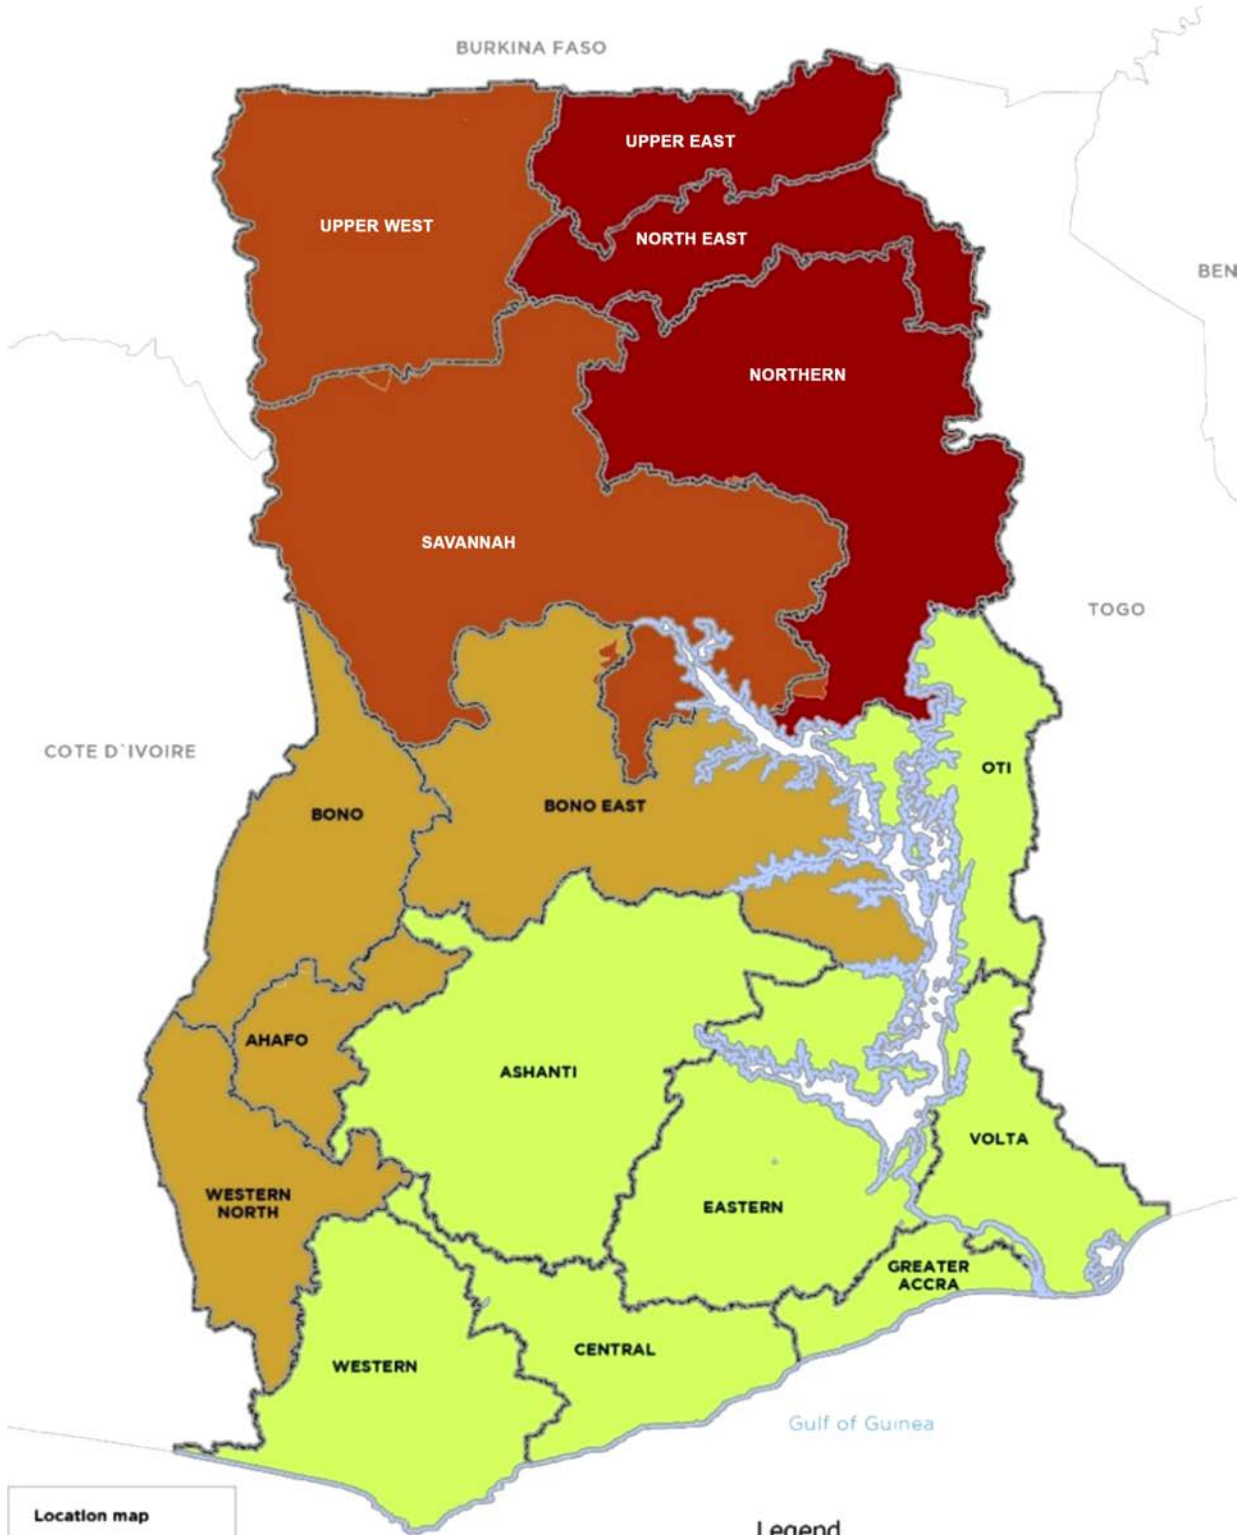 BURKINA FASO
UPPER EAST
UPPER WEST
NORTH EAST
BEN
NORTHERN
SAVANNAH
TOGO
COTE D`IVOIRE
OTI
BONO EAST
BONO
AHAFO
ASHANTI
VOLTA
WESTERN
NORTH
EASTERN
GREATER
ACCRA
CENTRAL
WESTERN
Gulf of Guinea
Location map
Legend